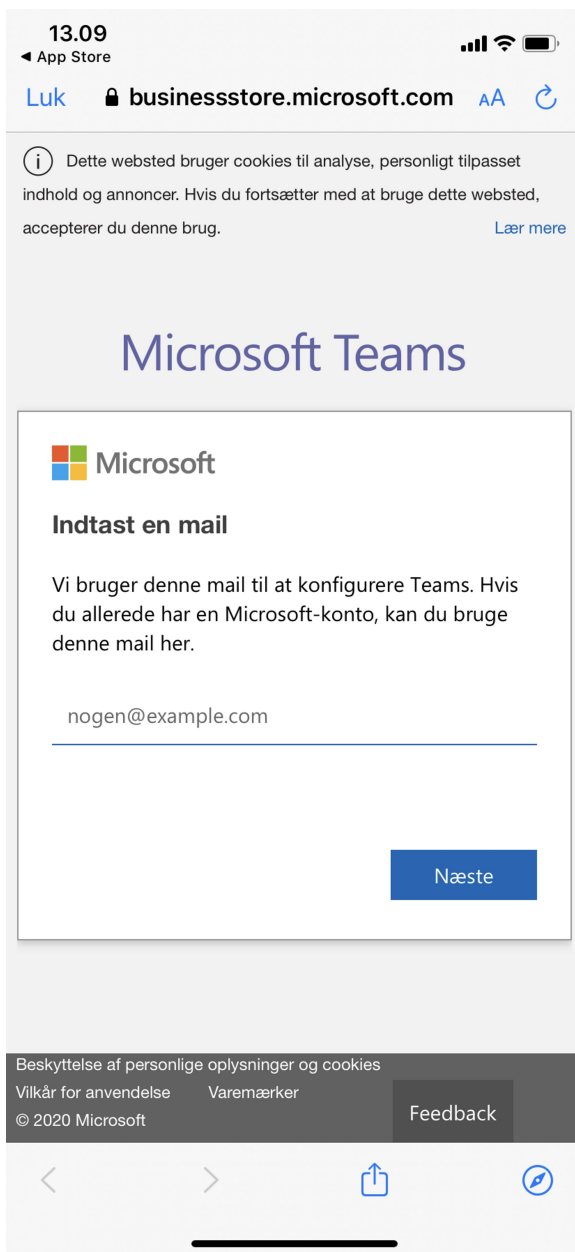 13.09
◀ App Store
Luk businessstore.microsoft.com AA
Dette websted bruger cookies til analyse, personligt tilpasset
indhold og annoncer. Hvis du fortsætter med at bruge dette websted,
accepterer du denne brug. Lær mere
Microsoft Teams
Microsoft
Indtast en mail
Vi bruger denne mail til at konfigurere Teams. Hvis
du allerede har en Microsoft-konto, kan du bruge
denne mail her.
nogen@example.com
Næste
Beskyttelse af personlige oplysninger og cookies
Vilkår for anvendelse Varemærker
© 2020 Microsoft
Feedback